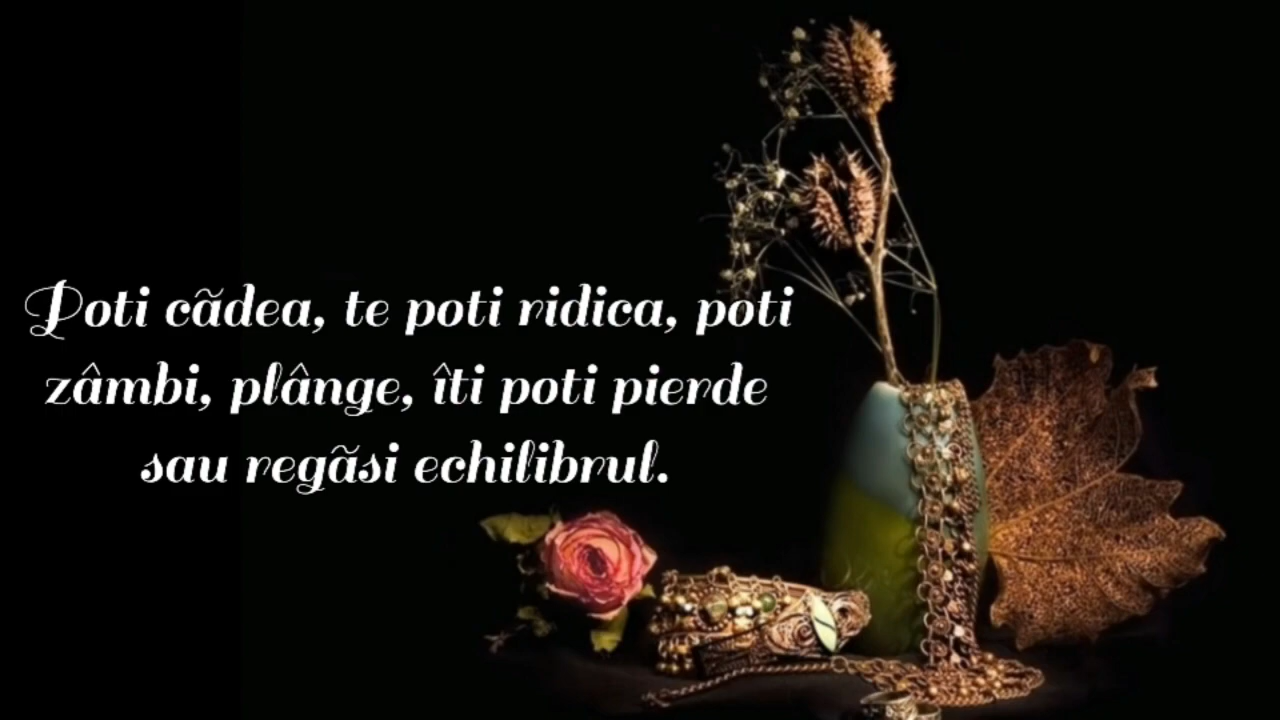 Poti cãdea, te poti ridica, poti
zâmbi, plânge, îti poti pierde
sau regãsi echilibrul.